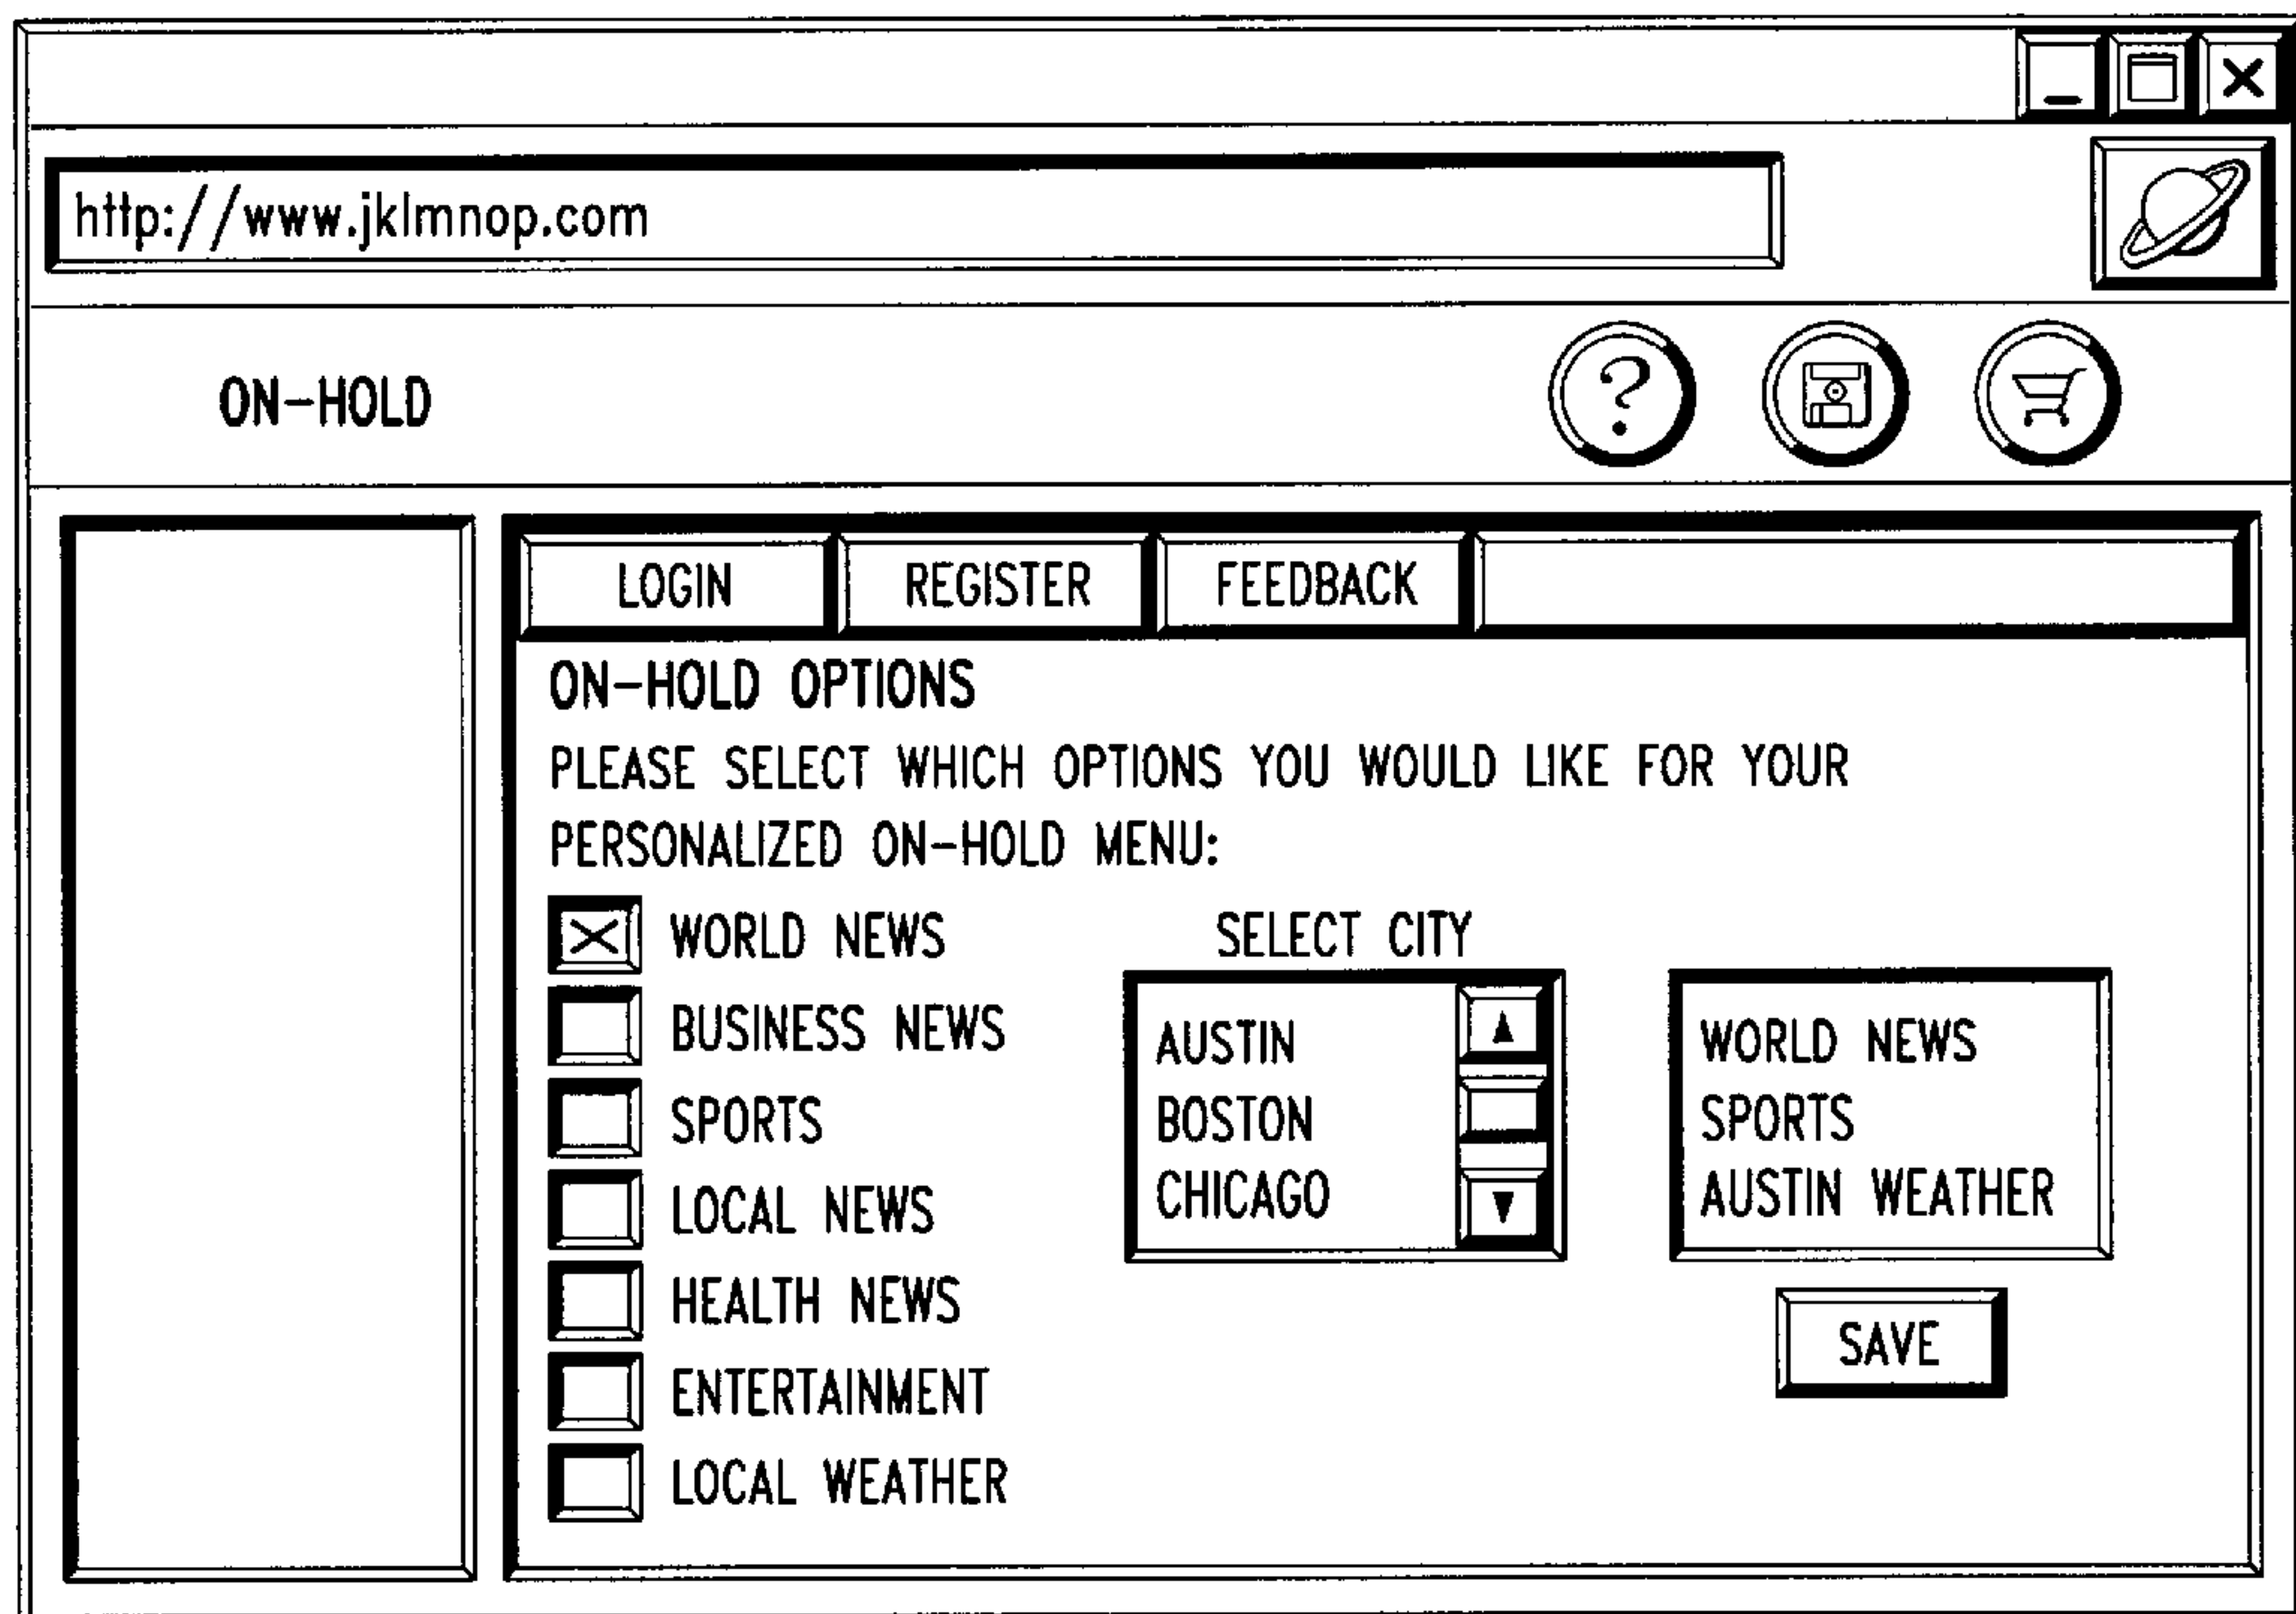 http://www.jklmnop.com
ON-HOLD
?
LOGIN REGISTER FEEDBACK
ON-HOLD OPTIONS
PLEASE SELECT WHICH OPTIONS YOU WOULD LIKE FOR YOUR
PERSONALIZED ON-HOLD MENU:
X WORLD NEWS
BUSINESS NEWS
SPORTS
LOCAL NEWS
HEALTH NEWS
ENTERTAINMENT
LOCAL WEATHER
SELECT CITY
AUSTIN
BOSTON
CHICAGO
WORLD NEWS
SPORTS
AUSTIN WEATHER
SAVE